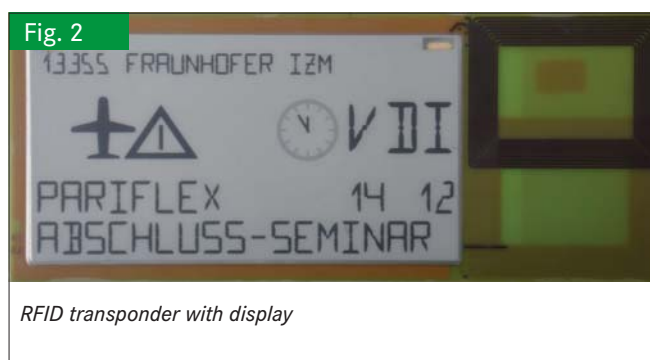 Fig. 2
13355 FRAUNHOFER IZM
VDI
PARIFLEX 14 12
ABSCHLUSS-SEMINAR
RFID transponder with display